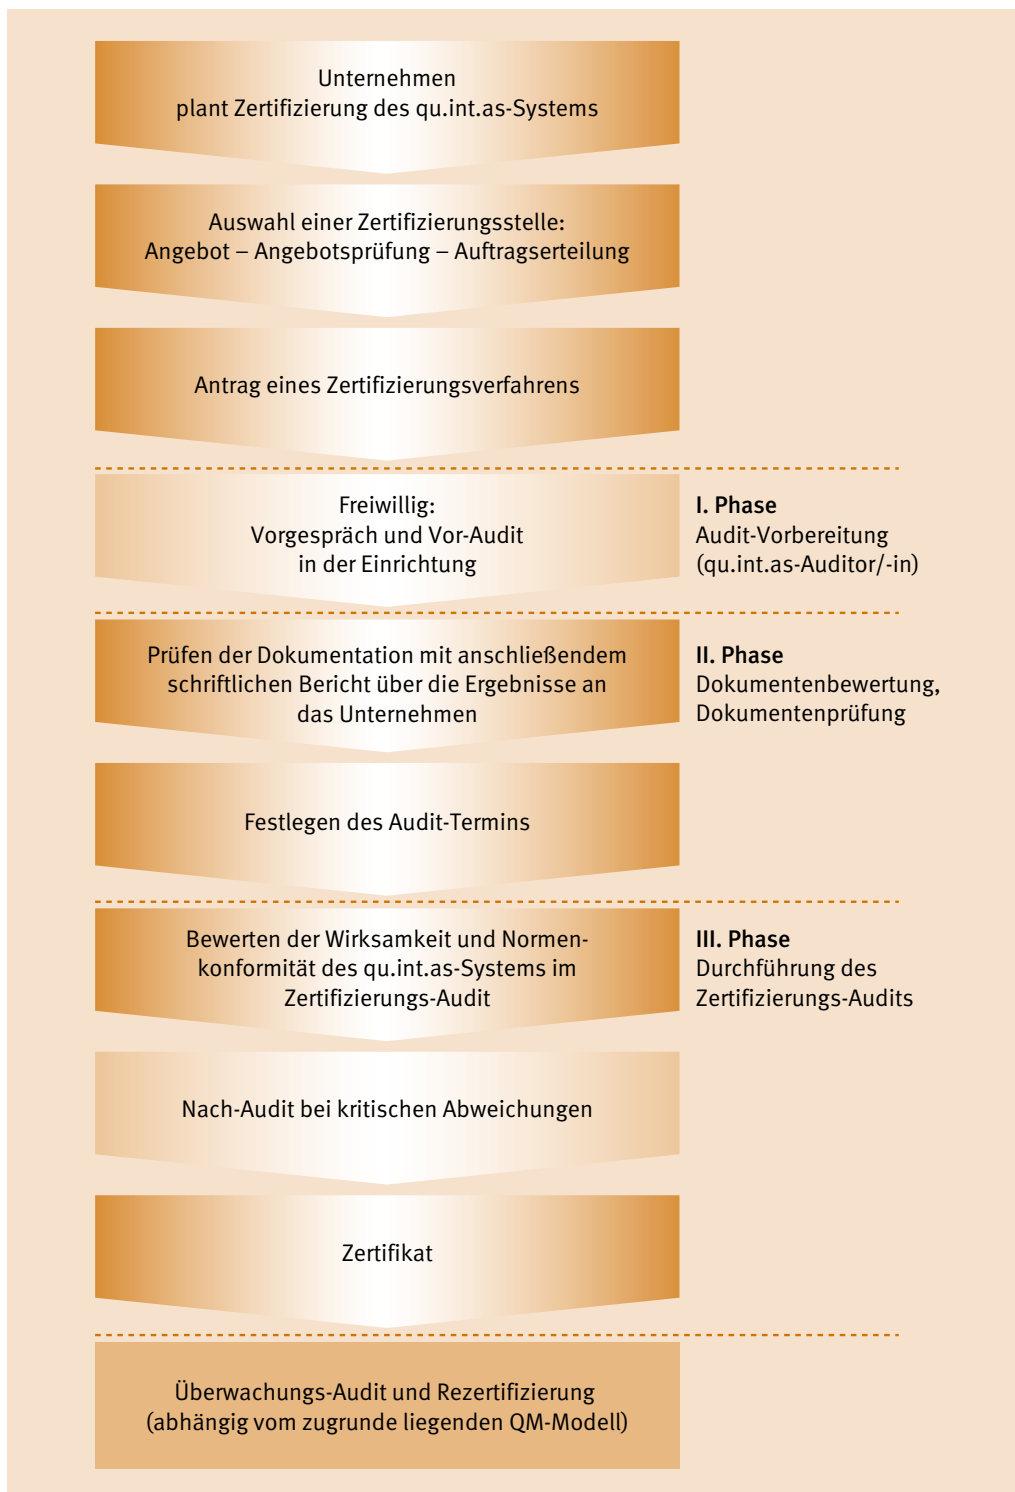 Unternehmen
plant Zertifizierung des qu.int.as-Systems
Auswahl einer Zertifizierungsstelle:
Angebot – Angebotsprüfung – Auftragserteilung
Antrag eines Zertifizierungsverfahrens
Freiwillig:
Vorgespräch und Vor-Audit
in der Einrichtung
I. Phase
Audit-Vorbereitung
(qu.int.as-Auditor/-in)
Prüfen der Dokumentation mit anschließendem
schriftlichen Bericht über die Ergebnisse an
das Unternehmen
II. Phase
Dokumentenbewertung,
Dokumentenprüfung
Festlegen des Audit-Termins
Bewerten der Wirksamkeit und Normen-
konformität des qu.int.as-Systems im
Zertifizierungs-Audit
III. Phase
Durchführung des
Zertifizierungs-Audits
Nach-Audit bei kritischen Abweichungen
Zertifikat
Überwachungs-Audit und Rezertifizierung
(abhängig vom zugrunde liegenden QM-Modell)